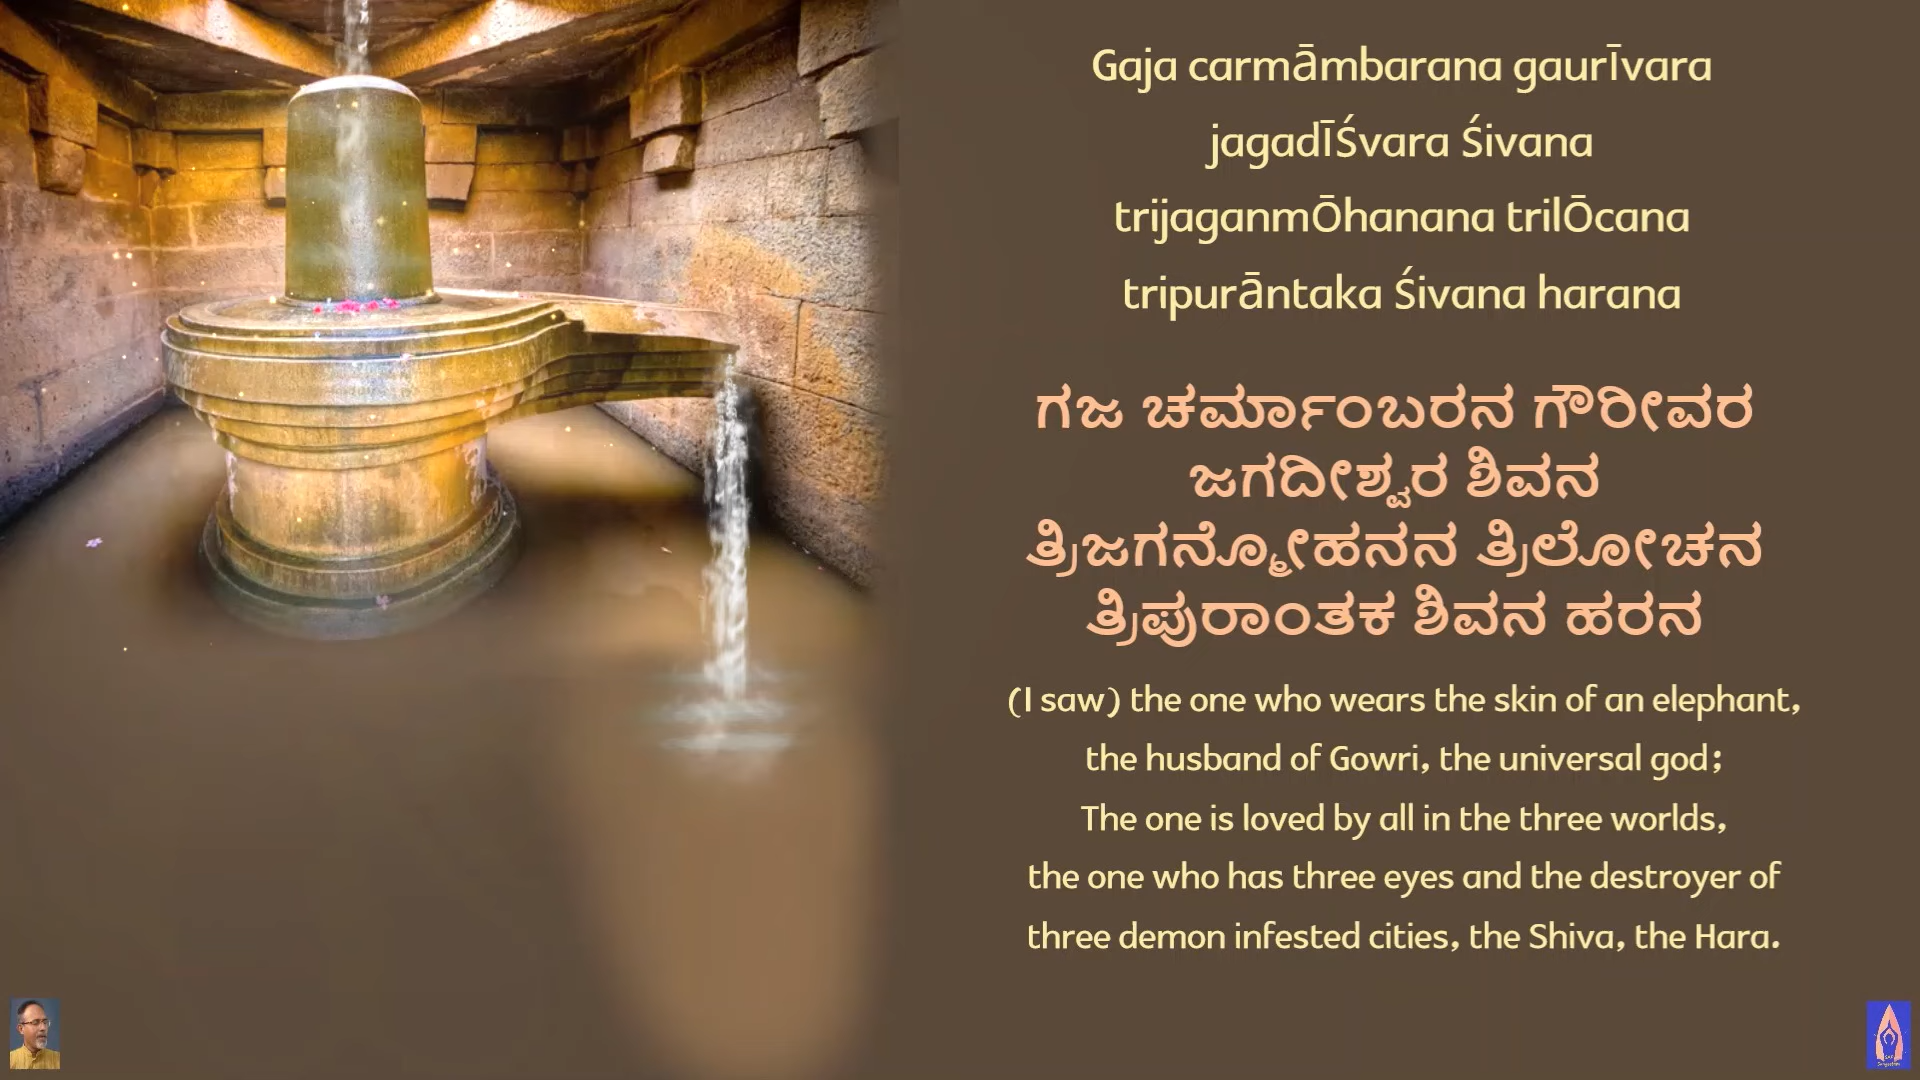 Gaja carmāmbarana gaurĪvara
jagadĪŚvara Śivana
trijaganmŌhanana trilŌcana
tripurāntaka Śivana harana
ಗಜ ಚರ್ಮಾಂಬರನ ಗೌರೀವರ
ಜಗದೀಶ್ವರ ಶಿವನ
ತ್ರಿಜಗನ್ಮೋಹನನ ತ್ರಿಲೋಚನ
ತ್ರಿಪುರಾಂತಕ ಶಿವನ ಹರನ
(I saw) the one who wears the skin of an elephant,
the husband of Gowri, the universal god;
The one is loved by all in the three worlds,
the one who has three eyes and the destroyer of
three demon infested cities, the Shiva, the Hara.